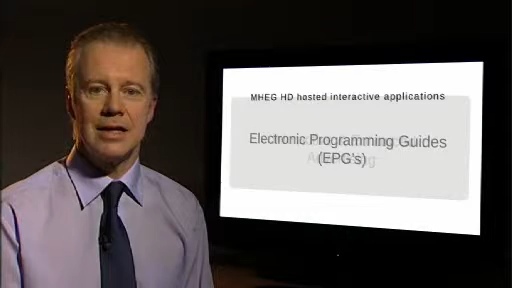 MHEG HD hosted interactive applications
Electronic Programming Guides
(EPG's)